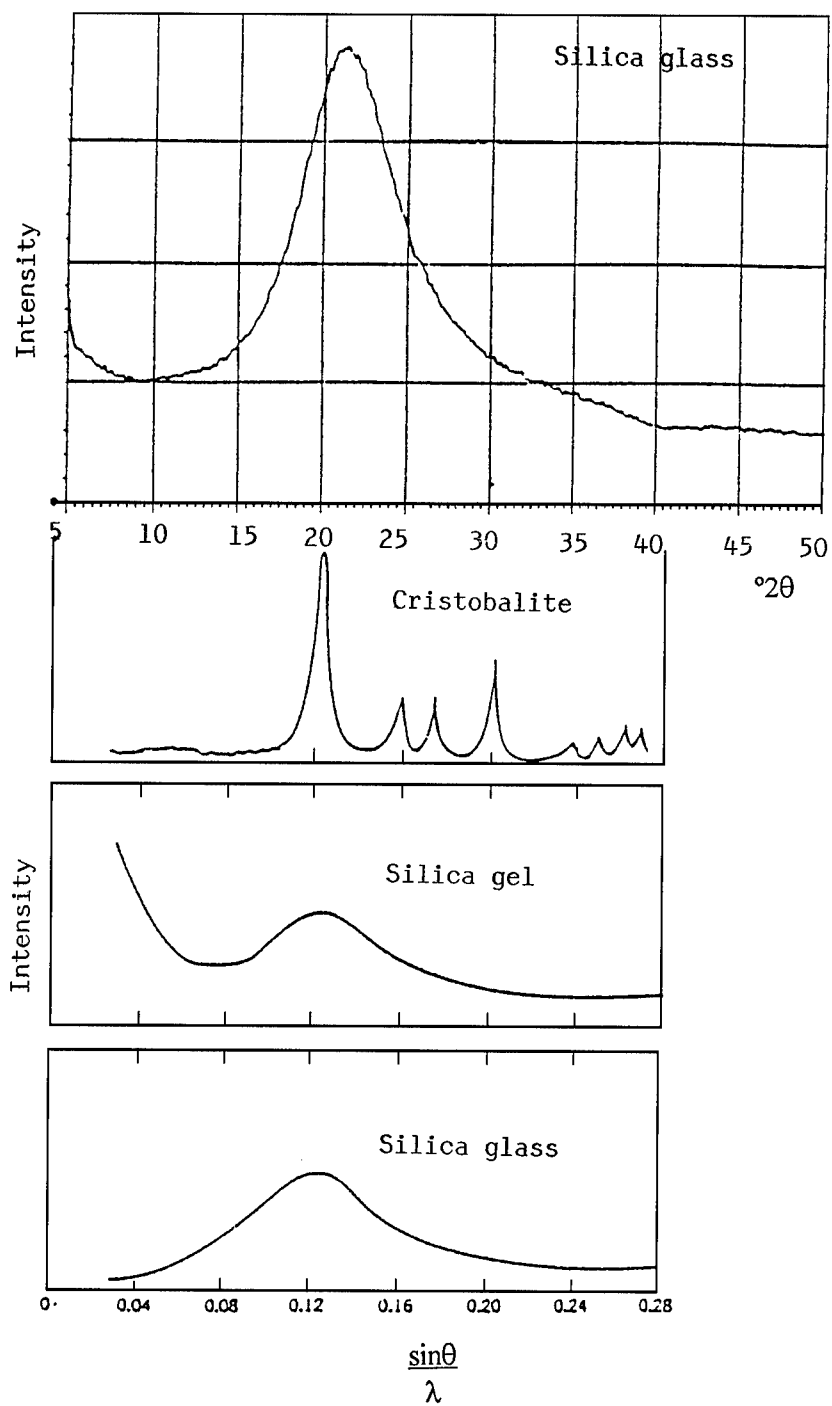 Silica glass
Intensity
5 10 15 20 25 30 35 40 45 50
°2θ
Cristobalite
Silica gel
Intensity
Silica glass
0. 0.04 0.08 0.12 0.16 0.20 0.24 0.28
sinθ
λ